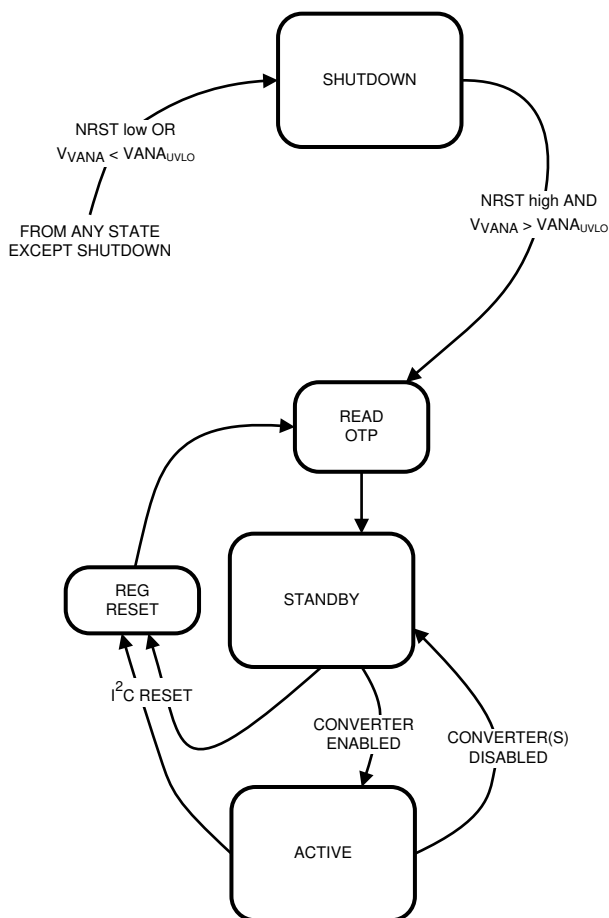 SHUTDOWN
NRST low OR
VVANA < VANAUVLO
FROM ANY STATE
EXCEPT SHUTDOWN
NRST high AND
VVANA > VANAUVLO
READ
OTP
REG
RESET
STANDBY
I2C RESET
CONVERTER
ENABLED
CONVERTER(S)
DISABLED
ACTIVE